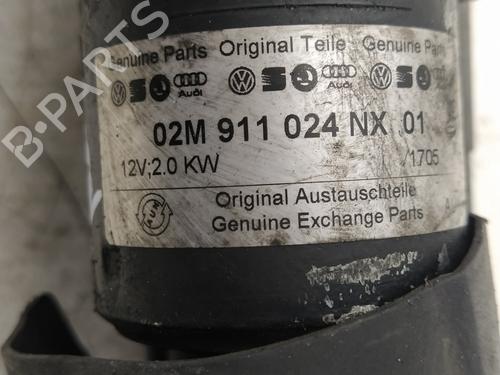 Genuine Parts Original Teile Genuine Parts
Audi Audi Audi
02M 911 024 NX 01
12V;2.0 KW /1705
Original Austauschteile
Genuine Exchange Parts